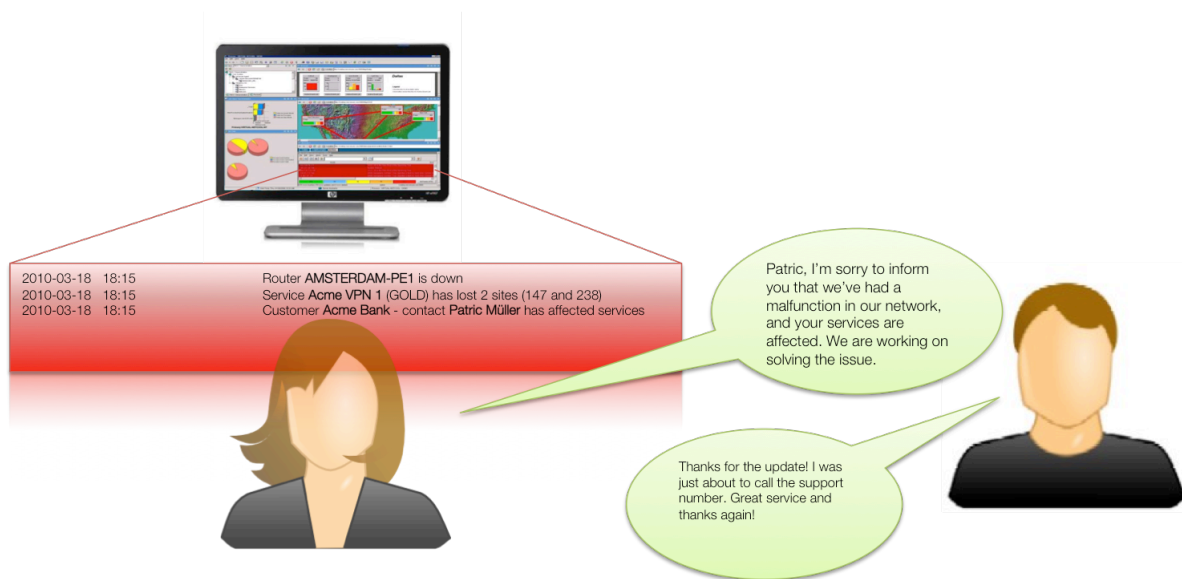 2010-03-18 18:15 Router AMSTERDAM-PE1 is down
2010-03-18 18:15 Service Acme VPN 1 (GOLD) has lost 2 sites (147 and 238)
2010-03-18 18:15 Customer Acme Bank - contact Patric Müller has affected services
Patric, I’m sorry to inform
you that we’ve had a
malfunction in our network,
and your services are
affected. We are working on
solving the issue.
Thanks for the update! I was
just about to call the support
number. Great service and
thanks again!